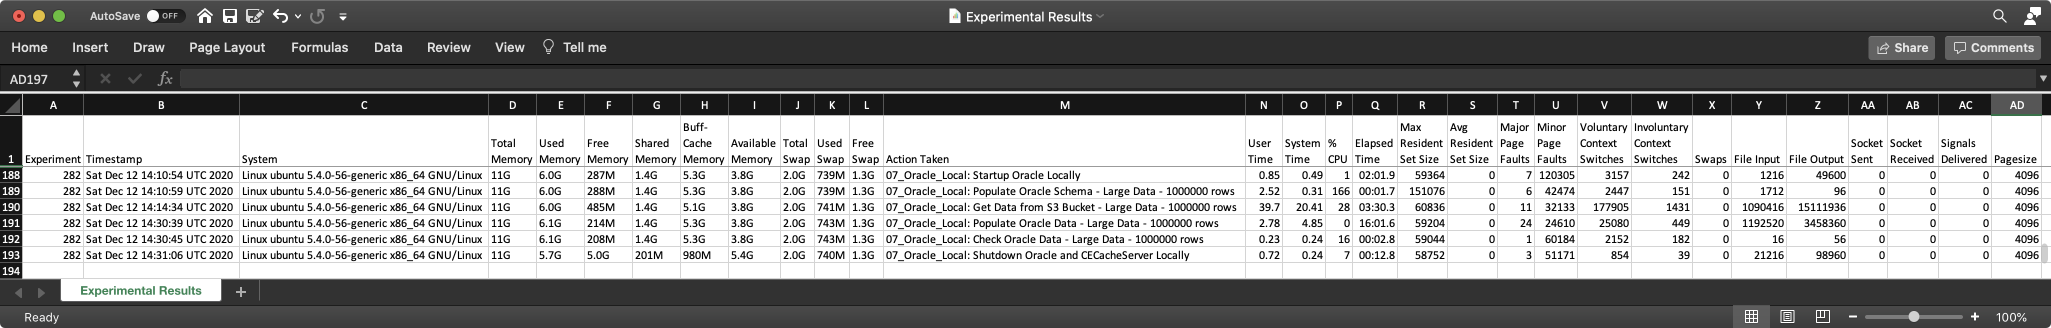 AutoSave OFF Experimental Results
Home Insert Draw Page Layout Formulas Data Review View Tell me Share Comments
AD197 fx
A B C D E F G H I J K L M N O P Q R S T U V W X Y Z AA AB AC AD
1 Experiment Timestamp System Total Memory Used Memory Free Memory Shared Memory Buff-Cache Memory Available Memory Total Swap Used Swap Free Swap Action Taken User Time System Time % CPU Elapsed Time Max Resident Set Size Avg Resident Set Size Major Page Faults Minor Page Faults Voluntary Context Switches Involuntary Context Switches Swaps File Input File Output Socket Sent Socket Received Signals Delivered Pagesize
188 282 Sat Dec 12 14:10:54 UTC 2020 Linux ubuntu 5.4.0-56-generic x86_64 GNU/Linux 11G 6.0G 287M 1.4G 5.3G 3.8G 2.0G 739M 1.3G 07_Oracle_Local: Startup Oracle Locally 0.85 0.49 1 02:01.9 59364 0 7 120305 3157 242 0 1216 49600 0 0 0 4096
189 282 Sat Dec 12 14:10:59 UTC 2020 Linux ubuntu 5.4.0-56-generic x86_64 GNU/Linux 11G 6.0G 288M 1.4G 5.3G 3.8G 2.0G 739M 1.3G 07_Oracle_Local: Populate Oracle Schema - Large Data - 1000000 rows 2.52 0.31 166 00:01.7 151076 0 6 42474 2447 151 0 1712 96 0 0 0 4096
190 282 Sat Dec 12 14:14:34 UTC 2020 Linux ubuntu 5.4.0-56-generic x86_64 GNU/Linux 11G 6.0G 485M 1.4G 5.1G 3.8G 2.0G 741M 1.3G 07_Oracle_Local: Get Data from S3 Bucket - Large Data - 1000000 rows 39.7 20.41 28 03:30.3 60836 0 11 32133 177905 1431 0 1090416 15111936 0 0 0 4096
191 282 Sat Dec 12 14:30:39 UTC 2020 Linux ubuntu 5.4.0-56-generic x86_64 GNU/Linux 11G 6.1G 214M 1.4G 5.3G 3.8G 2.0G 743M 1.3G 07_Oracle_Local: Populate Oracle Data - Large Data - 1000000 rows 2.78 4.85 0 16:01.6 59204 0 24 24610 25080 449 0 1192520 3458360 0 0 0 4096
192 282 Sat Dec 12 14:30:45 UTC 2020 Linux ubuntu 5.4.0-56-generic x86_64 GNU/Linux 11G 6.1G 208M 1.4G 5.3G 3.8G 2.0G 743M 1.3G 07_Oracle_Local: Check Oracle Data - Large Data - 1000000 rows 0.23 0.24 16 00:02.8 59044 0 1 60184 2152 182 0 16 56 0 0 0 4096
193 282 Sat Dec 12 14:31:06 UTC 2020 Linux ubuntu 5.4.0-56-generic x86_64 GNU/Linux 11G 5.7G 5.0G 201M 980M 5.4G 2.0G 740M 1.3G 07_Oracle_Local: Shutdown Oracle and CECacheServer Locally 0.72 0.24 7 00:12.8 58752 0 3 51171 854 39 0 21216 98960 0 0 0 4096
194
Experimental Results +
Ready 100%